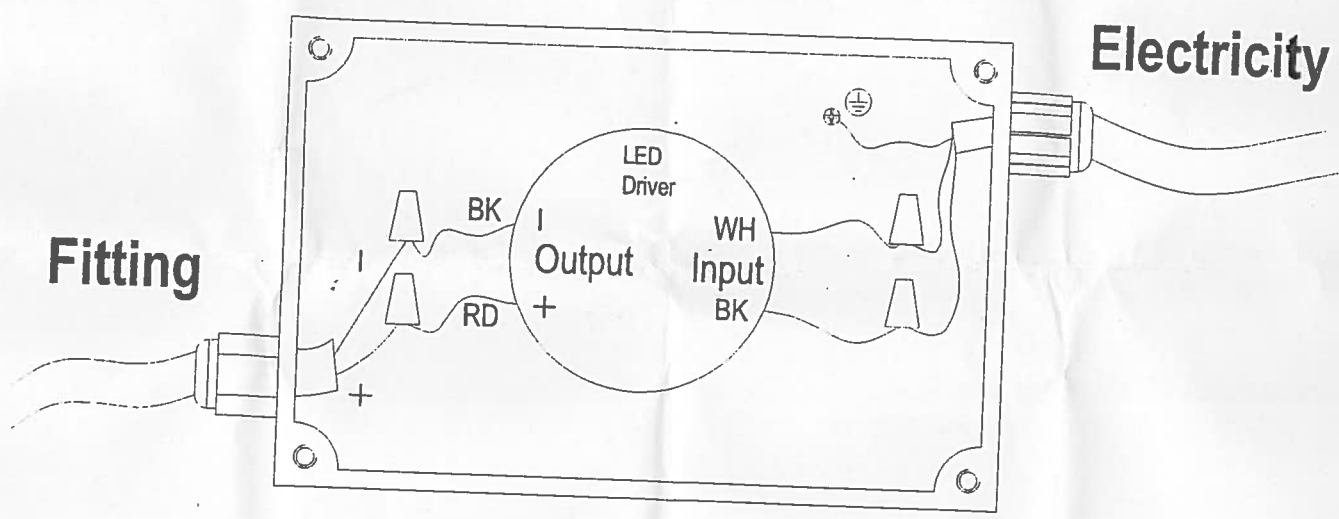 Electricity
LED
Driver
BK
WH
Output
Input
Fitting
RD
BK